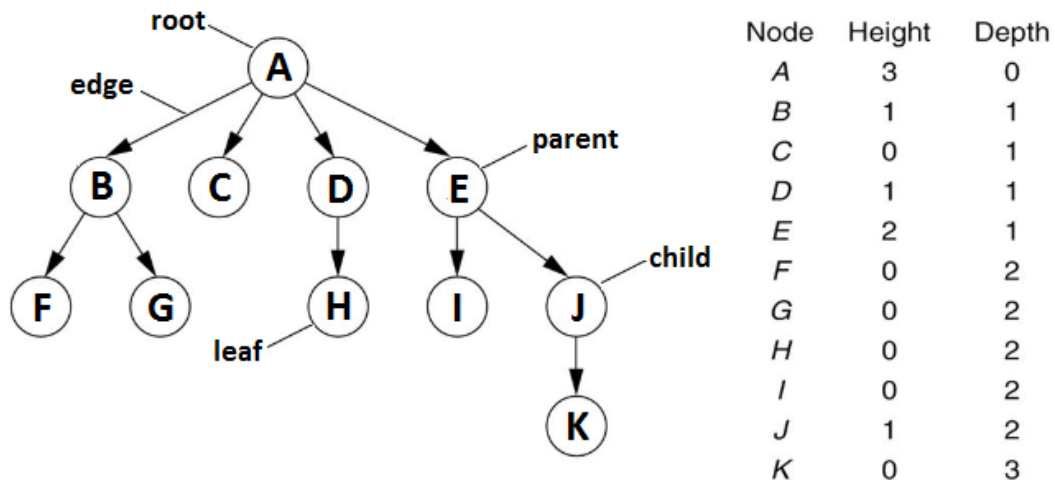 root
A
edge
parent
B C D E
child
F G H I J
leaf
K
Node Height Depth
A 3 0
B 1 1
C 0 1
D 1 1
E 2 1
F 0 2
G 0 2
H 0 2
I 0 2
J 1 2
K 0 3